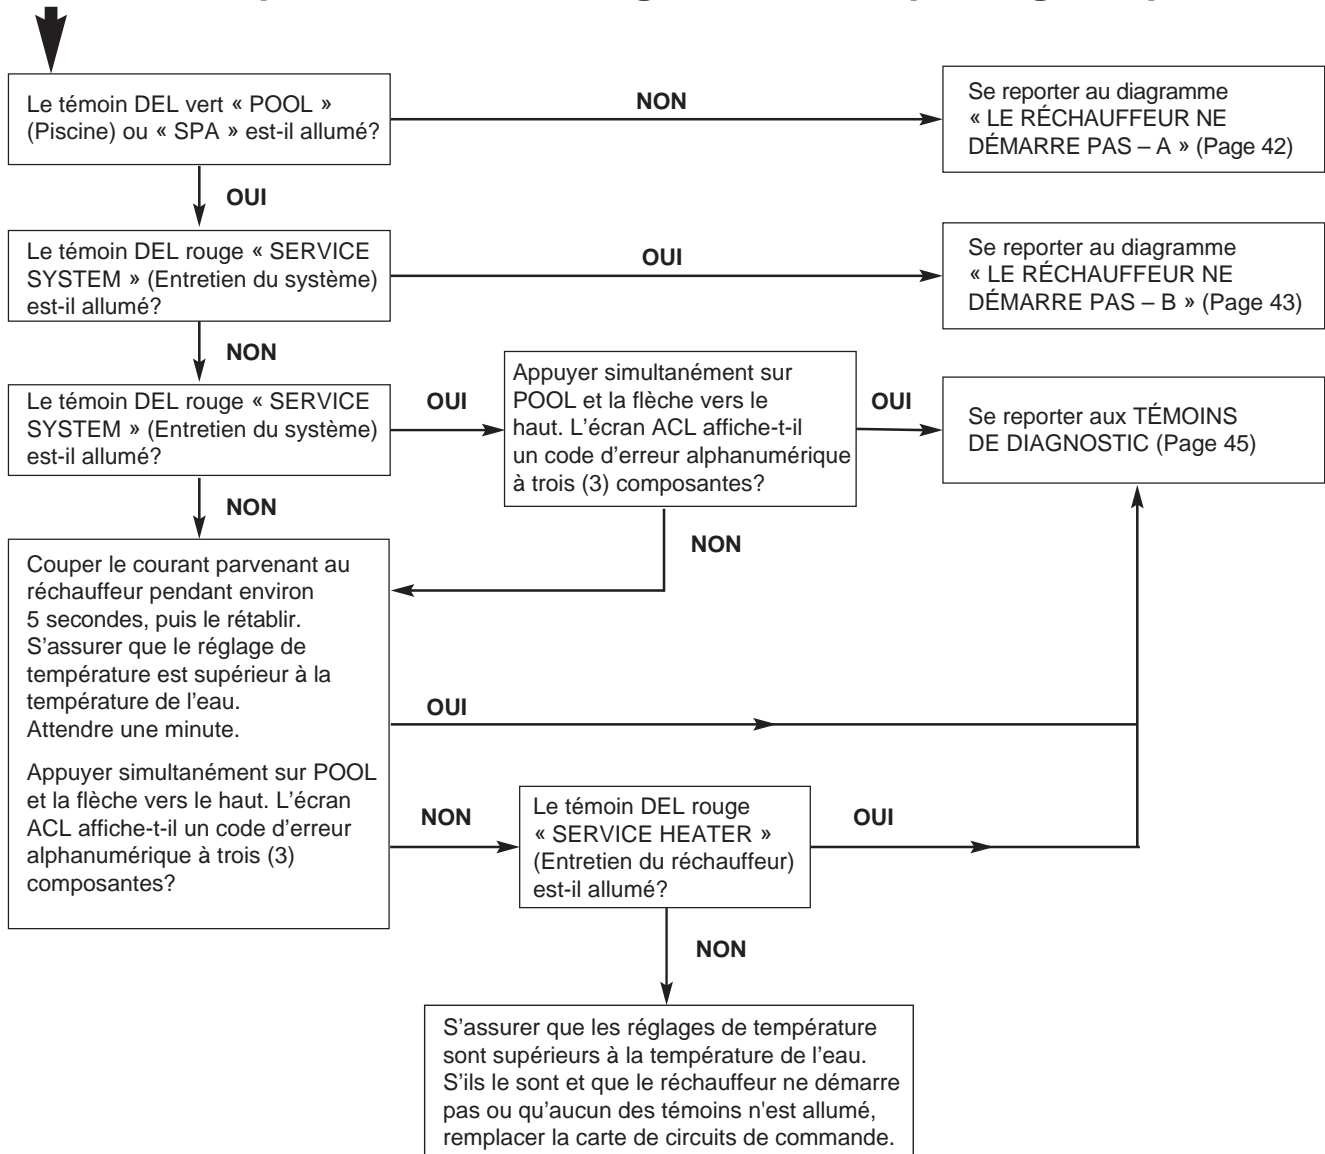 Le témoin DEL vert « POOL »
(Piscine) ou « SPA » est-il allumé?
NON
Se reporter au diagramme
« LE RÉCHAUFFEUR NE
DÉMARRE PAS – A » (Page 42)
OUI
Le témoin DEL rouge « SERVICE
SYSTEM » (Entretien du système)
est-il allumé?
OUI
Se reporter au diagramme
« LE RÉCHAUFFEUR NE
DÉMARRE PAS – B » (Page 43)
NON
Le témoin DEL rouge « SERVICE
SYSTEM » (Entretien du système)
est-il allumé?
OUI
Appuyer simultanément sur
POOL et la flèche vers le
haut. L’écran ACL affiche-t-il
un code d’erreur alphanumérique
à trois (3) composantes?
OUI
Se reporter aux TÉMOINS
DE DIAGNOSTIC (Page 45)
NON
NON
Couper le courant parvenant au
réchauffeur pendant environ
5 secondes, puis le rétablir.
S’assurer que le réglage de
température est supérieur à la
température de l’eau.
Attendre une minute.
Appuyer simultanément sur POOL
et la flèche vers le haut. L’écran
ACL affiche-t-il un code d’erreur
alphanumérique à trois (3)
composantes?
OUI
NON
Le témoin DEL rouge
« SERVICE HEATER »
(Entretien du réchauffeur)
est-il allumé?
OUI
NON
S’assurer que les réglages de température
sont supérieurs à la température de l’eau.
S’ils le sont et que le réchauffeur ne démarre
pas ou qu’aucun des témoins n'est allumé,
remplacer la carte de circuits de commande.